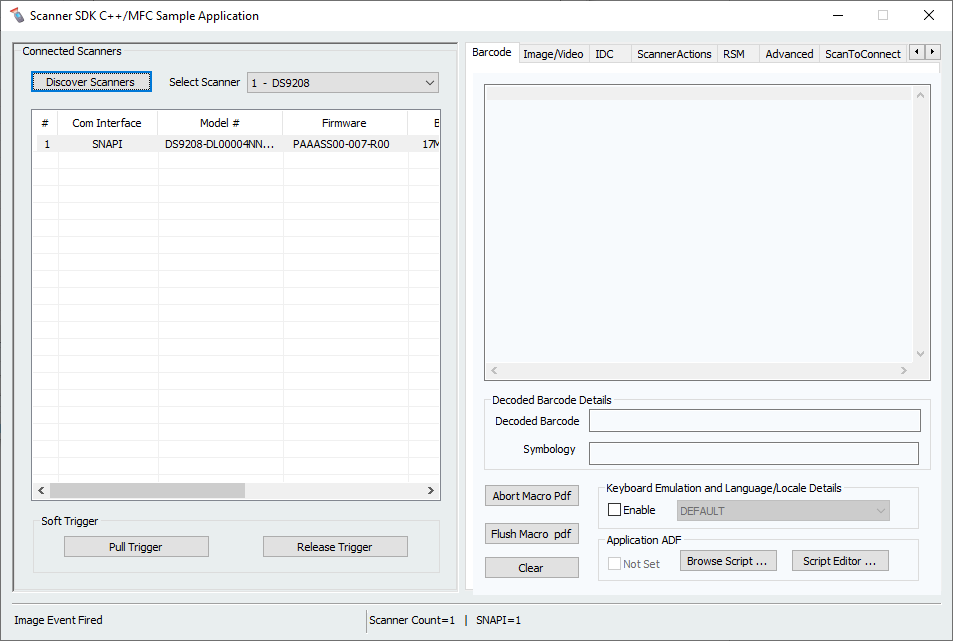 Scanner SDK C++/MFC Sample Application
Connected Scanners
Discover Scanners
Select Scanner
1 - DS9208
# Com Interface Model # Firmware
1 SNAPI DS9208-DL00004NN... PAAASS00-007-R00
Soft Trigger
Pull Trigger
Release Trigger
Barcode Image/Video IDC ScannerActions RSM Advanced ScanToConnect
Decoded Barcode Details
Decoded Barcode
Symbology
Abort Macro Pdf
Flush Macro pdf
Clear
Keyboard Emulation and Language/Locale Details
Enable
DEFAULT
Application ADF
Not Set
Browse Script ...
Script Editor ...
Image Event Fired
Scanner Count=1 | SNAPI=1